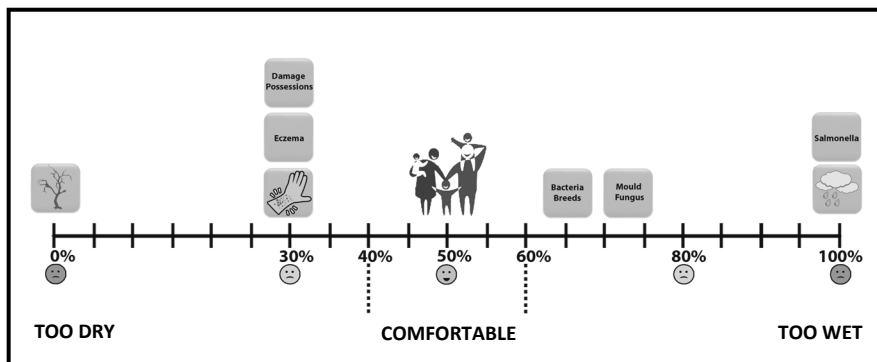 Damage
Possessions
Eczema
Salmonella
Bacteria
Breeds
Mould
Fungus
0%
30%
40%
50%
60%
80%
100%
TOO DRY
COMFORTABLE
TOO WET